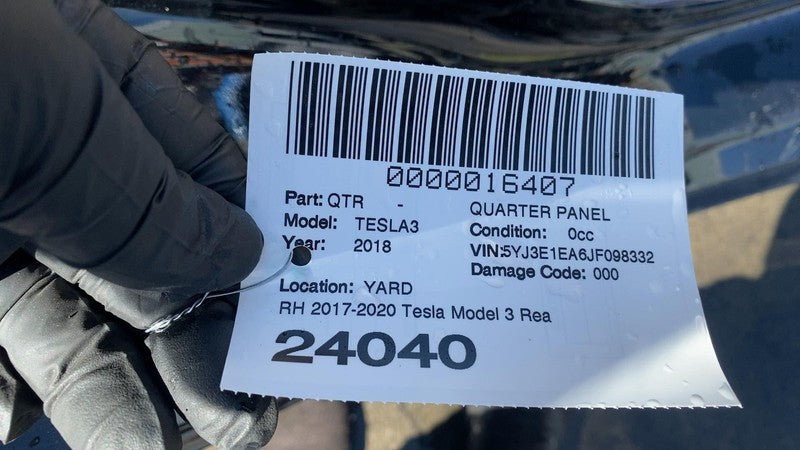 0000016407
Part: QTR - QUARTER PANEL
Model: TESLA3 Condition: 0cc
Year: 2018 VIN:5YJ3E1EA6JF098332
Damage Code: 000
Location: YARD
RH 2017-2020 Tesla Model 3 Rea
24040